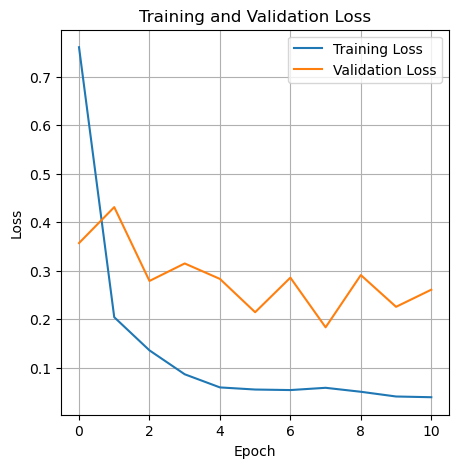 Training and Validation Loss
Training Loss
Validation Loss
0.7
0.6
0.5
0.4
0.3
0.2
0.1
Loss
0 2 4 6 8 10
Epoch